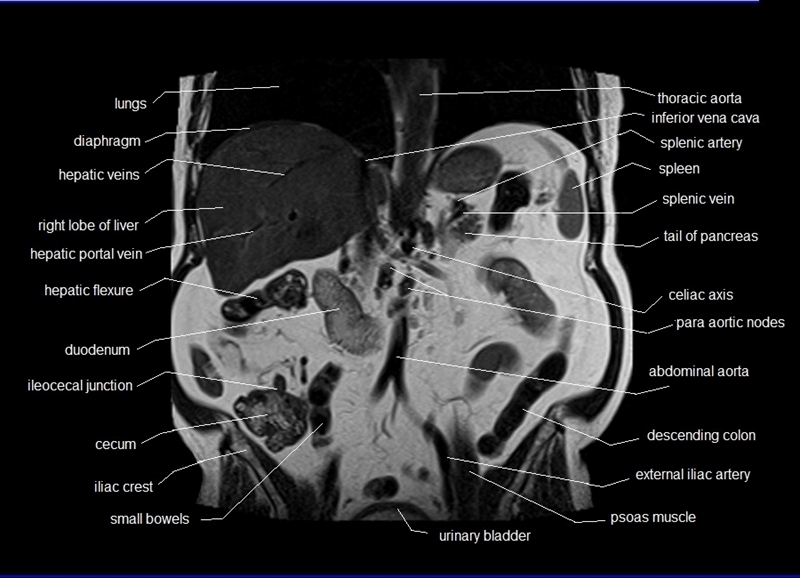 lungs
diaphragm
hepatic veins
right lobe of liver
hepatic portal vein
hepatic flexure
duodenum
ileocecal junction
cecum
iliac crest
small bowels
thoracic aorta
inferior vena cava
splenic artery
spleen
splenic vein
tail of pancreas
celiac axis
para aortic nodes
abdominal aorta
descending colon
external iliac artery
psoas muscle
urinary bladder